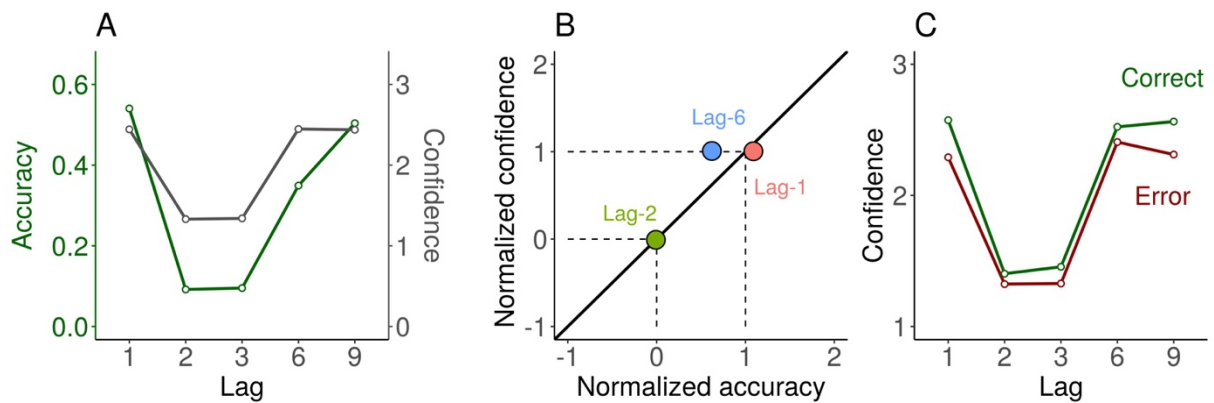 A
Accuracy
0.6
0.4
0.2
0.0
3
2
1
0
Confidence
1 2 3 6 9
Lag
B
Normalized confidence
2
1
0
-1
Lag-6
Lag-1
Lag-2
-1 0 1 2
Normalized accuracy
C
Confidence
3
2
1
Correct
Error
1 2 3 6 9
Lag